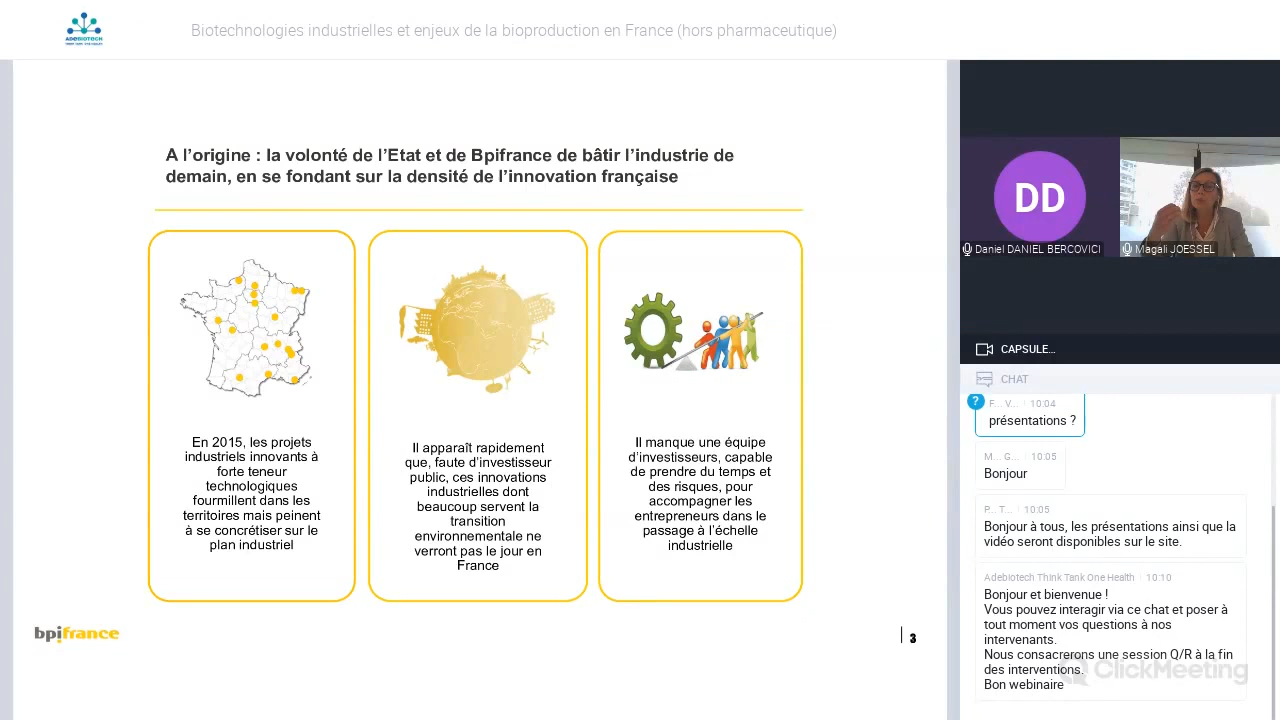 ADEBIOTECH
THINK TANK ONE HEALTH
Biotechnologies industrielles et enjeux de la bioproduction en France (hors pharmaceutique)
A l’origine : la volonté de l’Etat et de Bpifrance de bâtir l’industrie de
demain, en se fondant sur la densité de l’innovation française
En 2015, les projets
industriels innovants à
forte teneur
technologiques
fourmillent dans les
territoires mais peinent
à se concrétiser sur le
plan industriel
Il apparaît rapidement
que, faute d’investisseur
public, ces innovations
industrielles dont
beaucoup servent la
transition
environnementale ne
verront pas le jour en
France
Il manque une équipe
d’investisseurs, capable
de prendre du temps et
des risques, pour
accompagner les
entrepreneurs dans le
passage à l’échelle
industrielle
bpifrance
3
DD
Daniel DANIEL BERCOVICI
Magali JOESSEL
CAPSULE...
CHAT
?
F... V... 10:04
présentations ?
M... G... 10:05
Bonjour
P... T... 10:05
Bonjour à tous, les présentations ainsi que la
vidéo seront disponibles sur le site.
Adebiotech Think Tank One Health 10:10
Bonjour et bienvenue !
Vous pouvez interagir via ce chat et poser à
tout moment vos questions à nos
intervenants.
Nous consacrerons une session Q/R à la fin
des interventions.
Bon webinaire
ClickMeeting